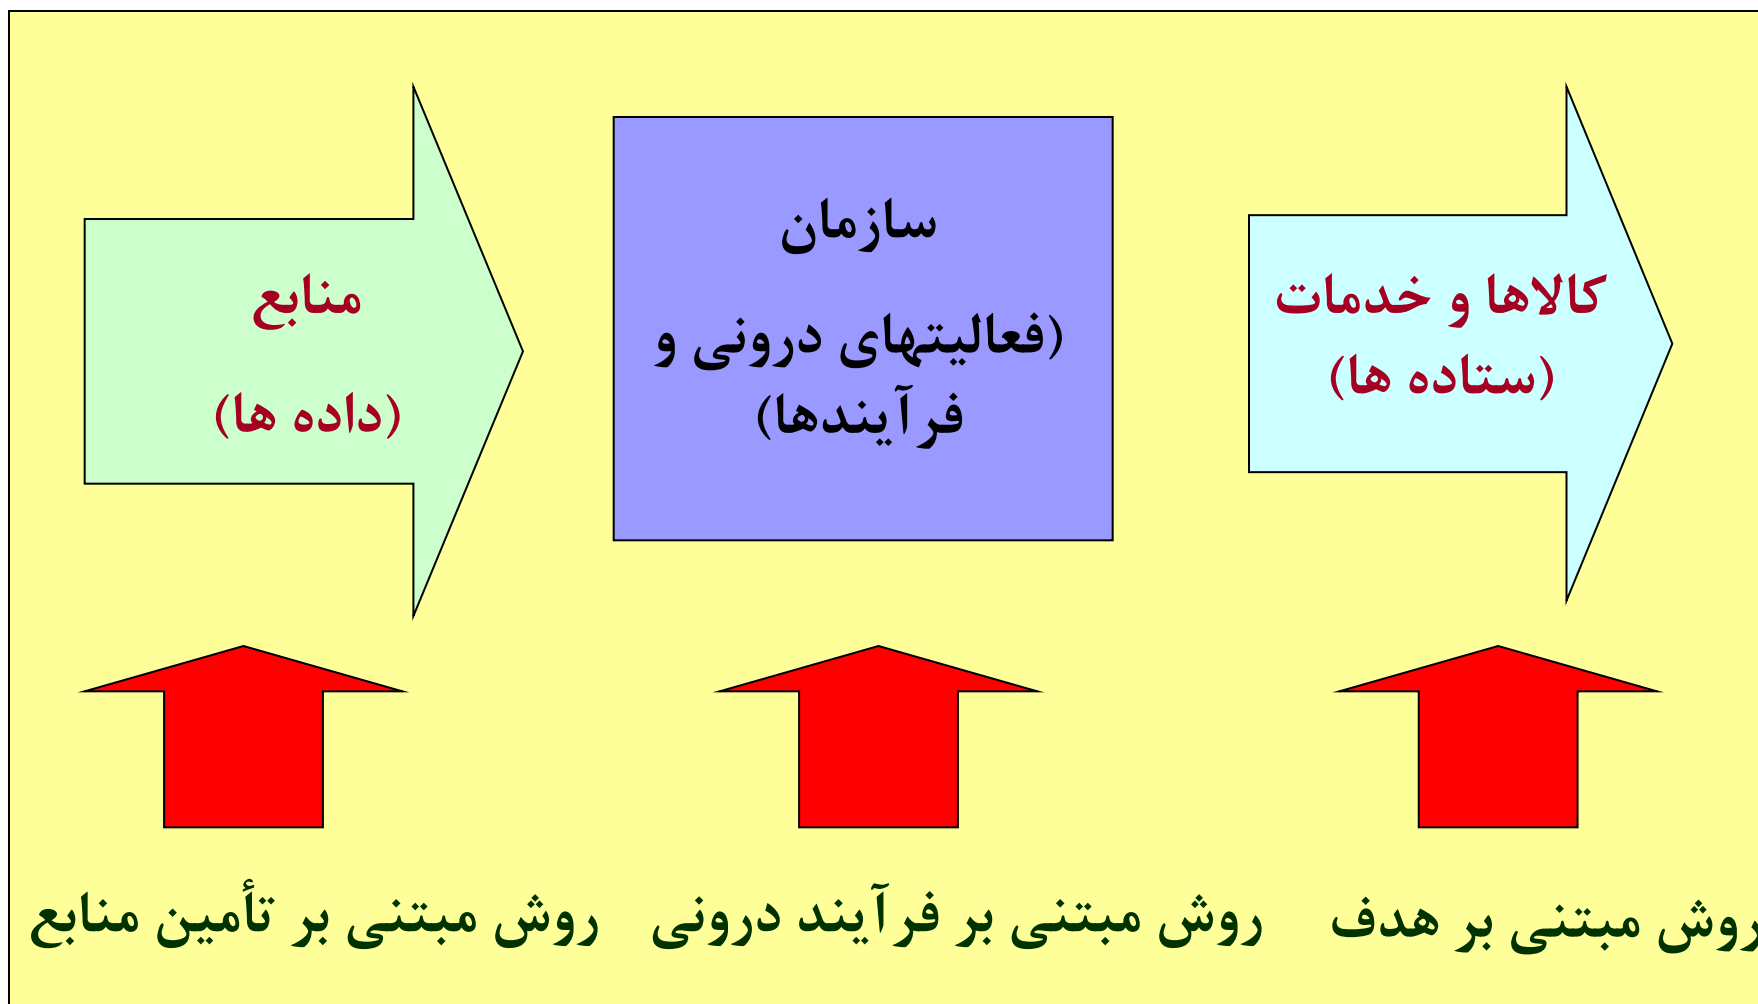 منابع
(داده ها)
سازمان
(فعالیتهای درونی و
فرآیندها)
کالاها و خدمات
(ستاده ها)
روش مبتنی بر تأمین منابع
روش مبتنی بر فرآیند درونی
روش مبتنی بر هدف